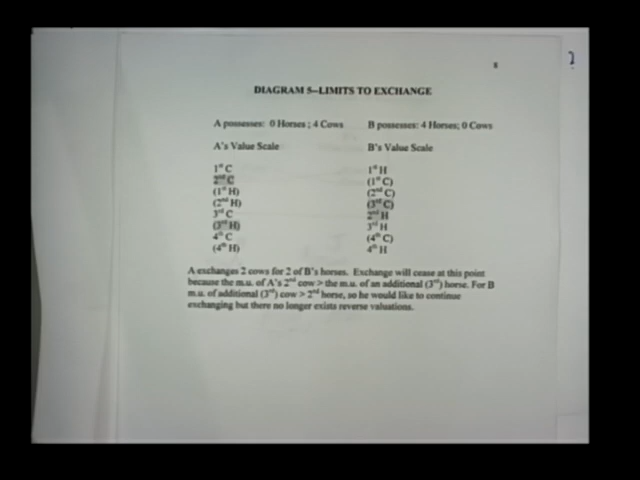 8
DIAGRAM 5--LIMITS TO EXCHANGE
A possesses: 0 Horses ; 4 Cows    B possesses: 4 Horses; 0 Cows
A's Value Scale    B's Value Scale
1st C    1st H
2nd C    (1st C)
(1st H)    (2nd C)
(2nd H)    (3rd C)
3rd C    2nd H
(3rd H)    3rd H
4th C    (4th C)
(4th H)    4th H
A exchanges 2 cows for 2 of B's horses. Exchange will cease at this point
because the m.u. of A's 2nd cow > the m.u. of an additional (3rd) horse. For B
m.u. of additional (3rd) cow > 2nd horse, so he would like to continue
exchanging but there no longer exists reverse valuations.